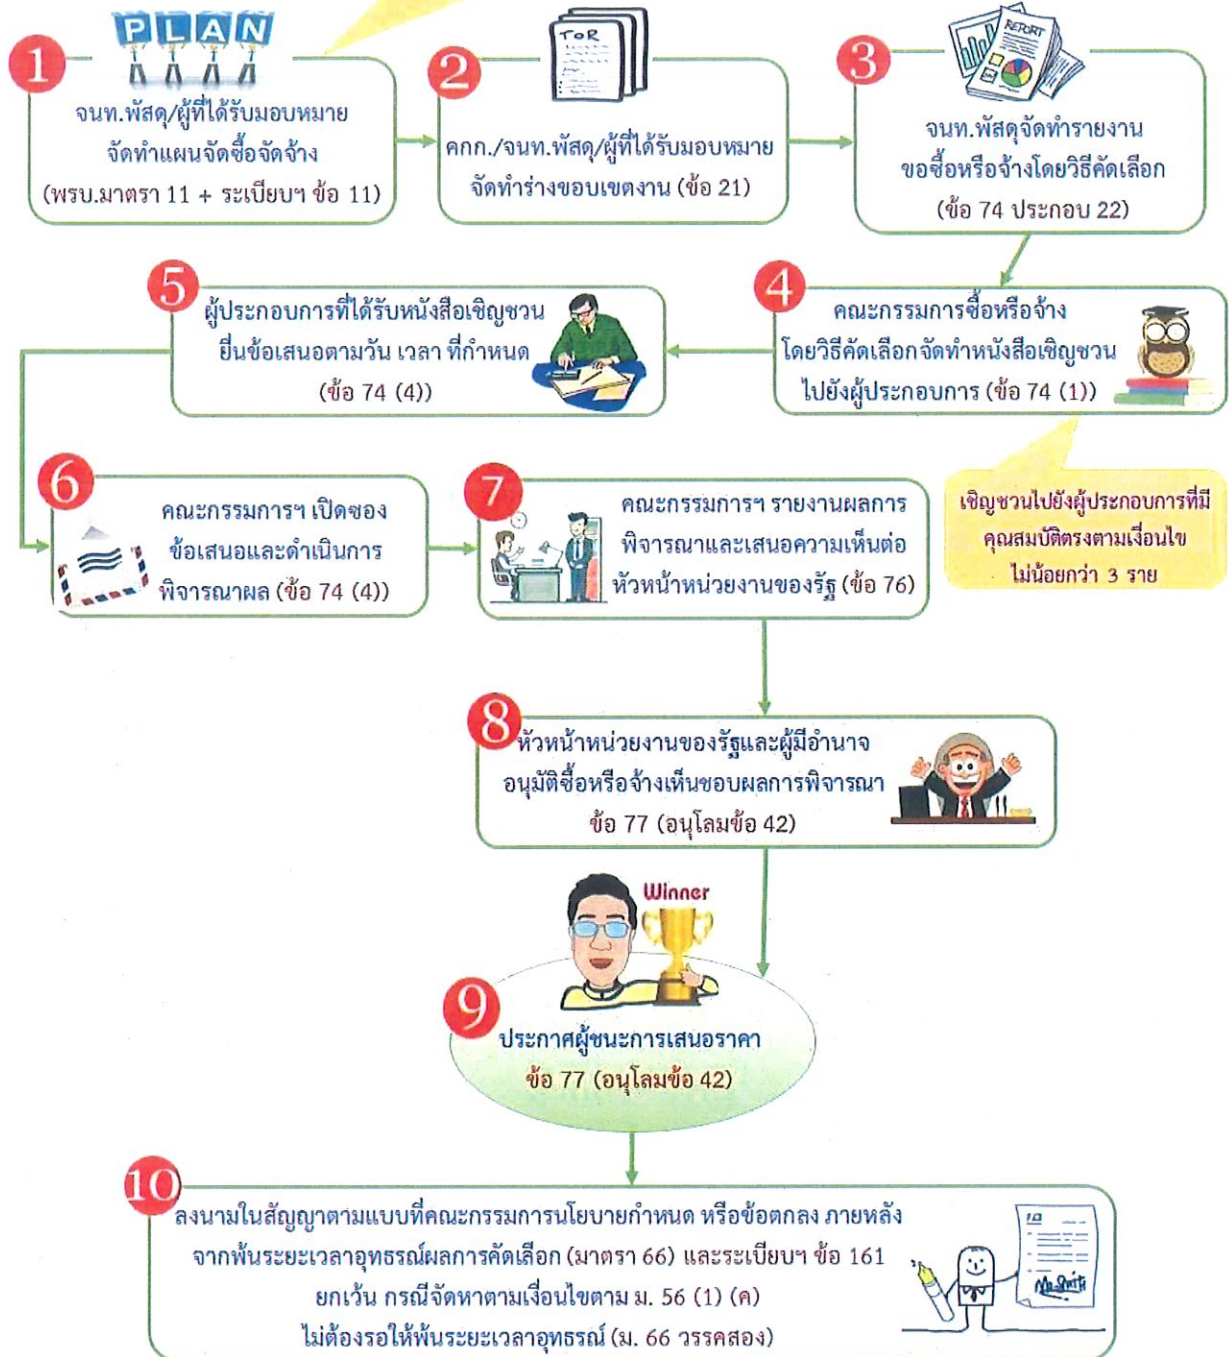 PLAN
1
จนท.พัสดุ/ผู้ที่ได้รับมอบหมาย
จัดทำแผนจัดซื้อจัดจ้าง
(พรบ.มาตรา 11 + ระเบียบฯ ข้อ 11)
TOR
2
คกก./จนท.พัสดุ/ผู้ที่ได้รับมอบหมาย
จัดทำร่างขอบเขตงาน (ข้อ 21)
REPORT
3
จนท.พัสดุจัดทำรายงาน
ขอซื้อหรือจ้างโดยวิธีคัดเลือก
(ข้อ 74 ประกอบ 22)
4
คณะกรรมการซื้อหรือจ้าง
โดยวิธีคัดเลือกจัดทำหนังสือเชิญชวน
ไปยังผู้ประกอบการ (ข้อ 74 (1))
เชิญชวนไปยังผู้ประกอบการที่มี
คุณสมบัติตรงตามเงื่อนไข
ไม่น้อยกว่า 3 ราย
5
ผู้ประกอบการที่ได้รับหนังสือเชิญชวน
ยื่นข้อเสนอตามวัน เวลา ที่กำหนด
(ข้อ 74 (4))
6
คณะกรรมการฯ เปิดซอง
ข้อเสนอและดำเนินการ
พิจารณาผล (ข้อ 74 (4))
7
คณะกรรมการฯ รายงานผลการ
พิจารณาและเสนอความเห็นต่อ
หัวหน้าหน่วยงานของรัฐ (ข้อ 76)
8
หัวหน้าหน่วยงานของรัฐและผู้มีอำนาจ
อนุมัติซื้อหรือจ้างเห็นชอบผลการพิจารณา
ข้อ 77 (อนุโลมข้อ 42)
Winner
9
ประกาศผู้ชนะการเสนอราคา
ข้อ 77 (อนุโลมข้อ 42)
10
ลงนามในสัญญาตามแบบที่คณะกรรมการนโยบายกำหนด หรือข้อตกลง ภายหลัง
จากพ้นระยะเวลาอุทธรณ์ผลการคัดเลือก (มาตรา 66) และระเบียบฯ ข้อ 161
ยกเว้น กรณีจัดหาตามเงื่อนไขตาม ม. 56 (1) (ค)
ไม่ต้องรอให้พ้นระยะเวลาอุทธรณ์ (ม. 66 วรรคสอง)